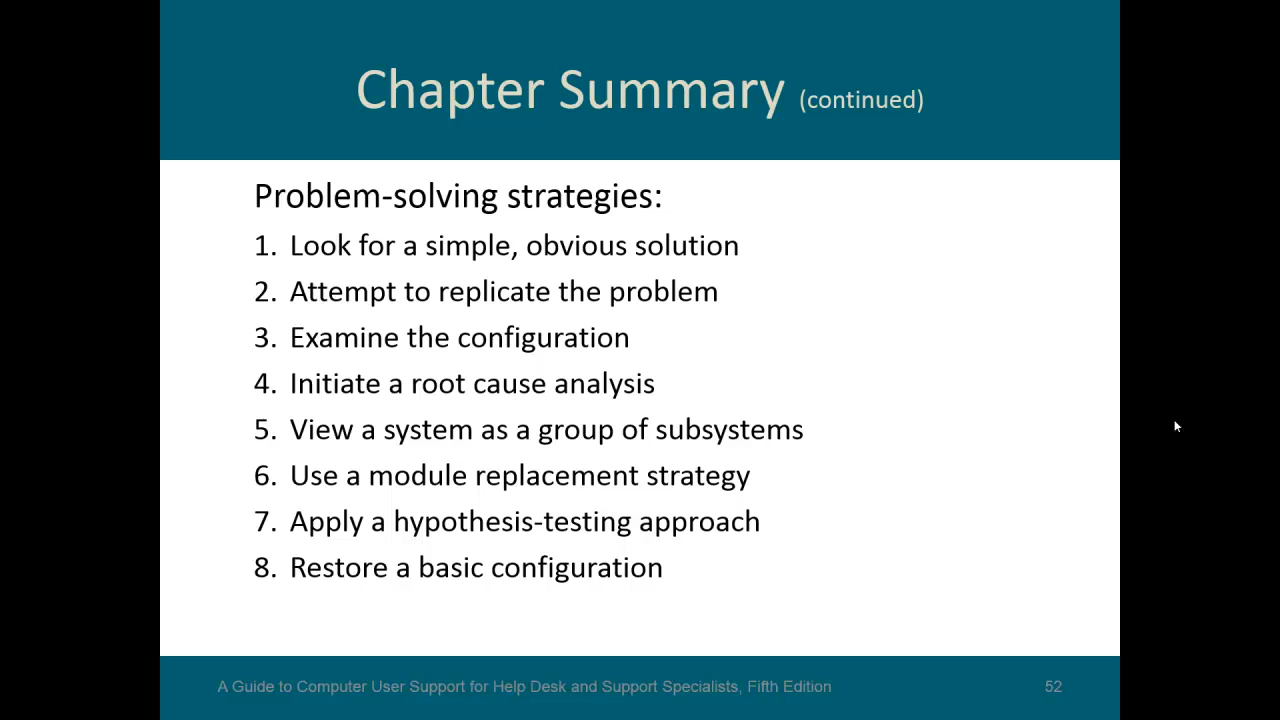 Chapter Summary (continued)
Problem-solving strategies:
1. Look for a simple, obvious solution
2. Attempt to replicate the problem
3. Examine the configuration
4. Initiate a root cause analysis
5. View a system as a group of subsystems
6. Use a module replacement strategy
7. Apply a hypothesis-testing approach
8. Restore a basic configuration
A Guide to Computer User Support for Help Desk and Support Specialists, Fifth Edition 52